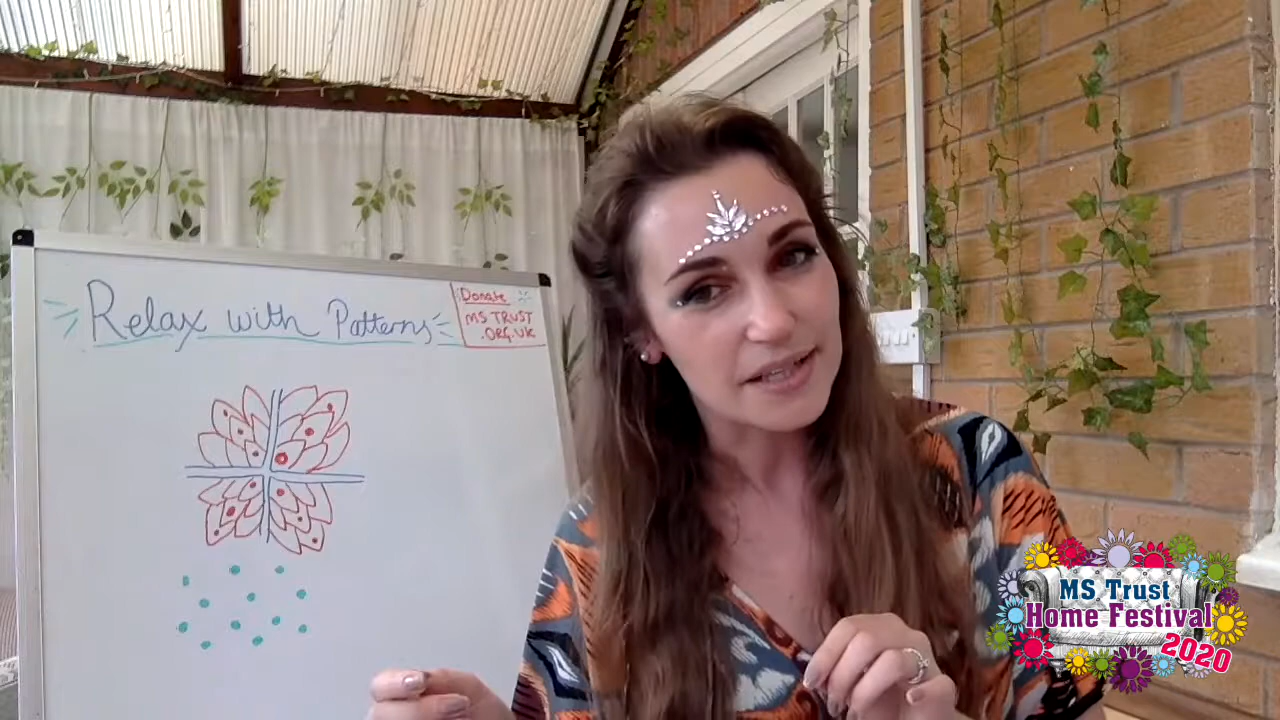 Relax with Patterns
Donate
MS TRUST
.ORG.UK
MS Trust
Home Festival
2020